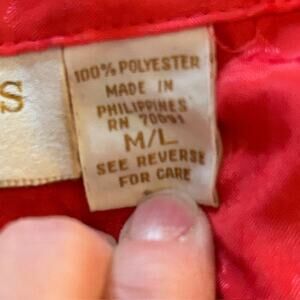 S
100% POLYESTER
MADE IN
PHILIPPINES
RN 70091
M/L
SEE REVERSE
FOR CARE